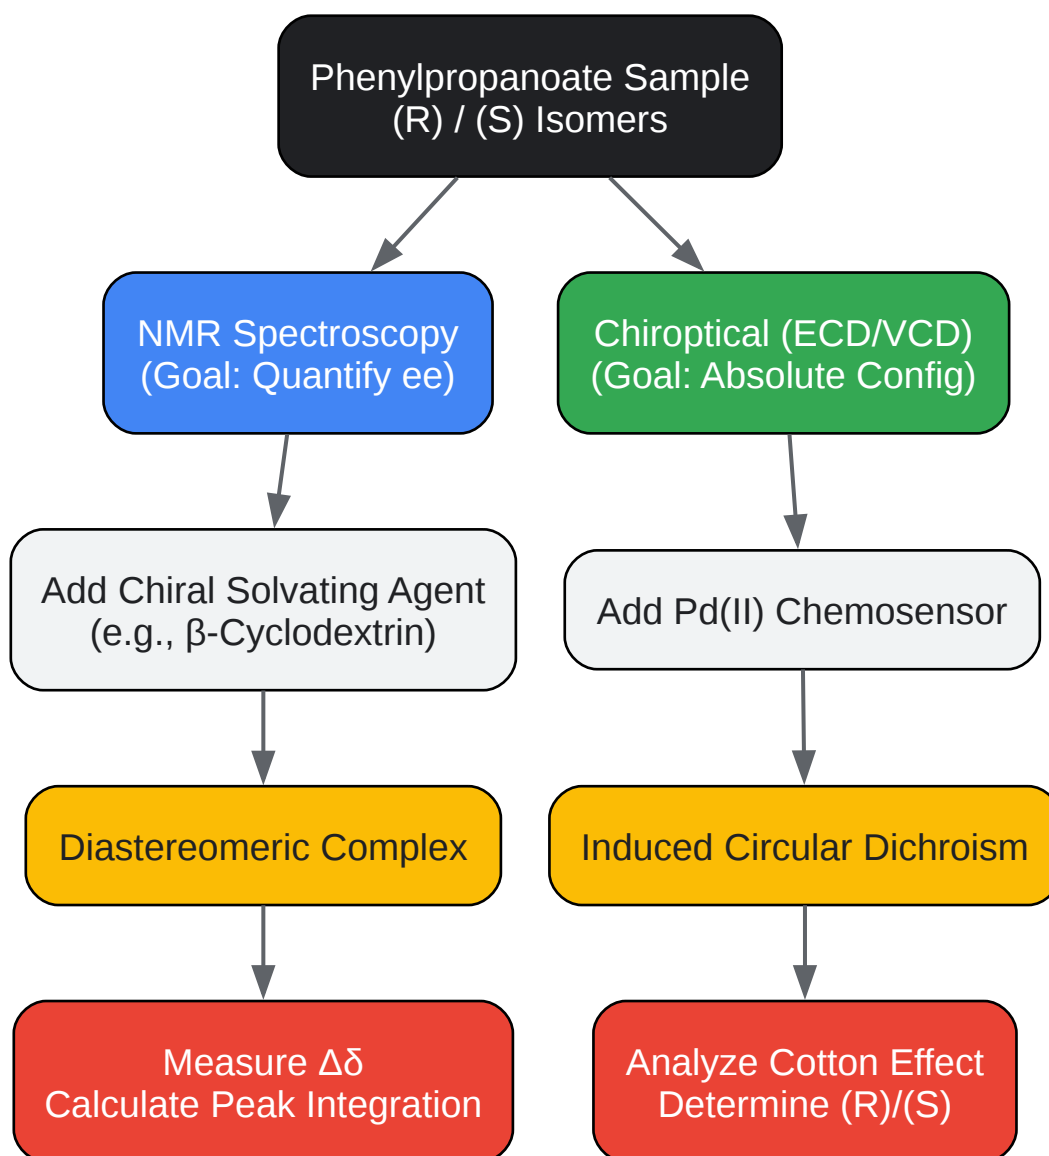 Phenylpropanoate Sample
(R) / (S) Isomers
NMR Spectroscopy
(Goal: Quantify ee)
Chiroptical (ECD/VCD)
(Goal: Absolute Config)
Add Chiral Solvating Agent
(e.g., β-Cyclodextrin)
Add Pd(II) Chemosensor
Diastereomeric Complex
Induced Circular Dichroism
Measure Δδ
Calculate Peak Integration
Analyze Cotton Effect
Determine (R)/(S)